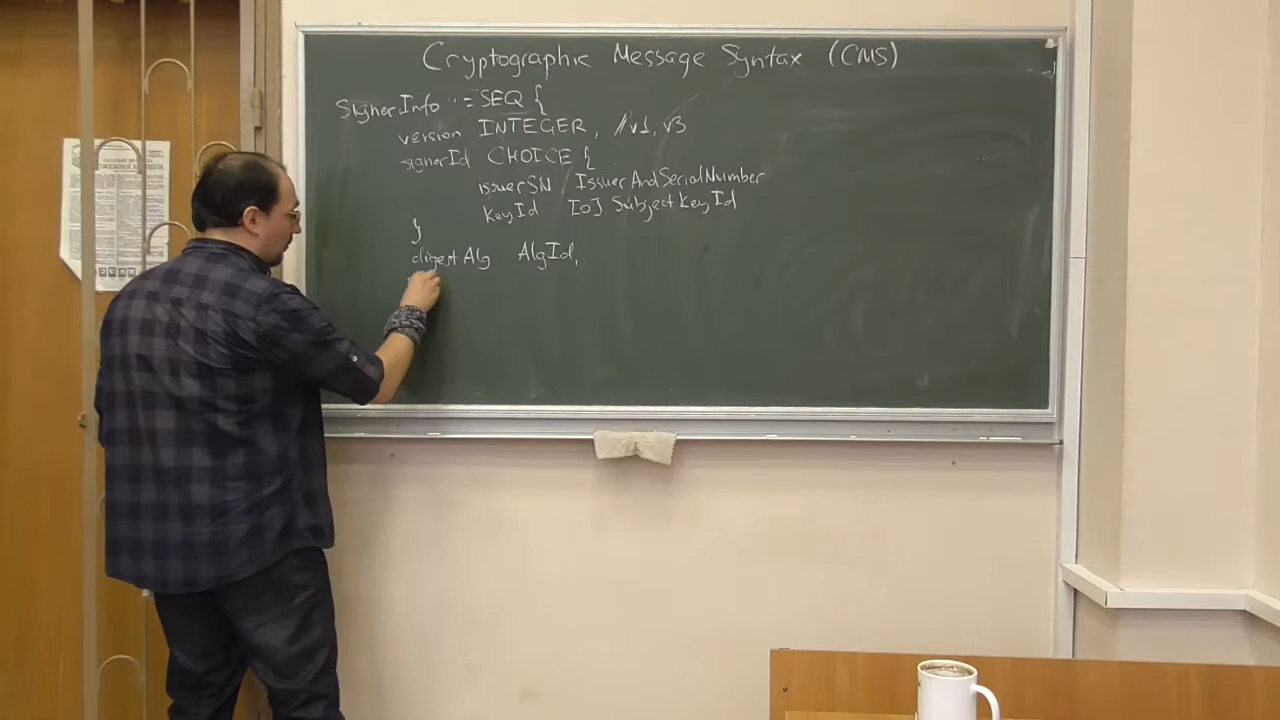 Cryptographic Message Syntax (CMS)
SignerInfo ::= SEQ {
version INTEGER, //v1, v3
signerId CHOICE {
issuerSN IssuerAndSerialNumber
keyId [0] SubjectKeyId
}
digestAlg AlgId,